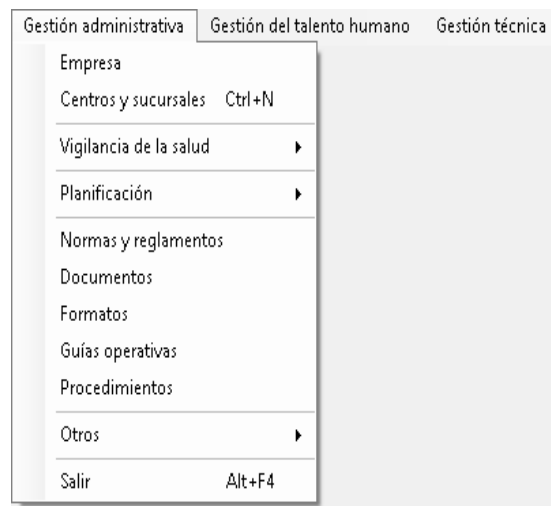 Gestión administrativa Gestión del talento humano Gestión técnica
Empresa
Centros y sucursales Ctrl+N
Vigilancia de la salud
Planificación
Normas y reglamentos
Documentos
Formatos
Guías operativas
Procedimientos
Otros
Salir Alt+F4